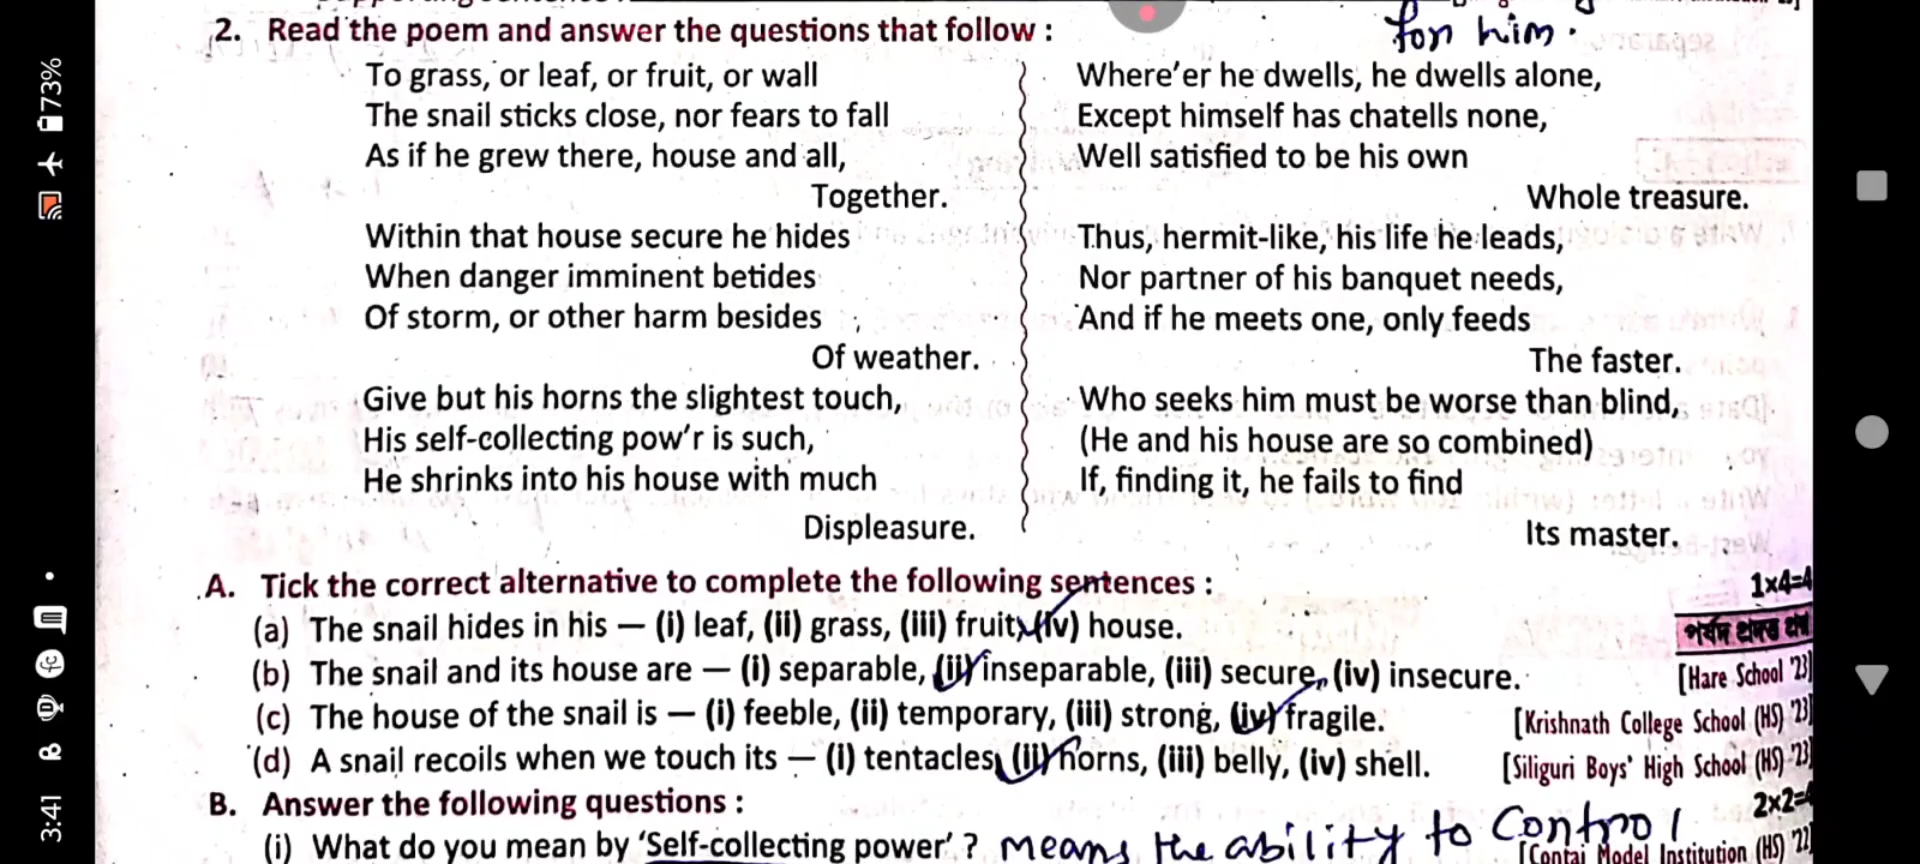 73%
3:41
for him.
2. Read the poem and answer the questions that follow :
To grass, or leaf, or fruit, or wall
The snail sticks close, nor fears to fall
As if he grew there, house and all,
Together.
Within that house secure he hides
When danger imminent betides
Of storm, or other harm besides
Of weather.
Give but his horns the slightest touch,
His self-collecting pow'r is such,
He shrinks into his house with much
Displeasure.
Where'er he dwells, he dwells alone,
Except himself has chatells none,
Well satisfied to be his own
Whole treasure.
Thus, hermit-like, his life he leads,
Nor partner of his banquet needs,
And if he meets one, only feeds
The faster.
Who seeks him must be worse than blind,
(He and his house are so combined)
If, finding it, he fails to find
Its master.
A. Tick the correct alternative to complete the following sentences : 1x4=4
(a) The snail hides in his — (i) leaf, (ii) grass, (iii) fruit, (iv) house.
(b) The snail and its house are — (i) separable, (ii) inseparable, (iii) secure, (iv) insecure. [Hare School '23]
(c) The house of the snail is — (i) feeble, (ii) temporary, (iii) strong, (iv) fragile. [Krishnath College School (HS) '23]
(d) A snail recoils when we touch its — (i) tentacles, (ii) horns, (iii) belly, (iv) shell. [Siliguri Boys' High School (HS) '23]
B. Answer the following questions : 2x2=4
(i) What do you mean by 'Self-collecting power' ? means the ability to control
[Contai Model Institution (HS) '22]